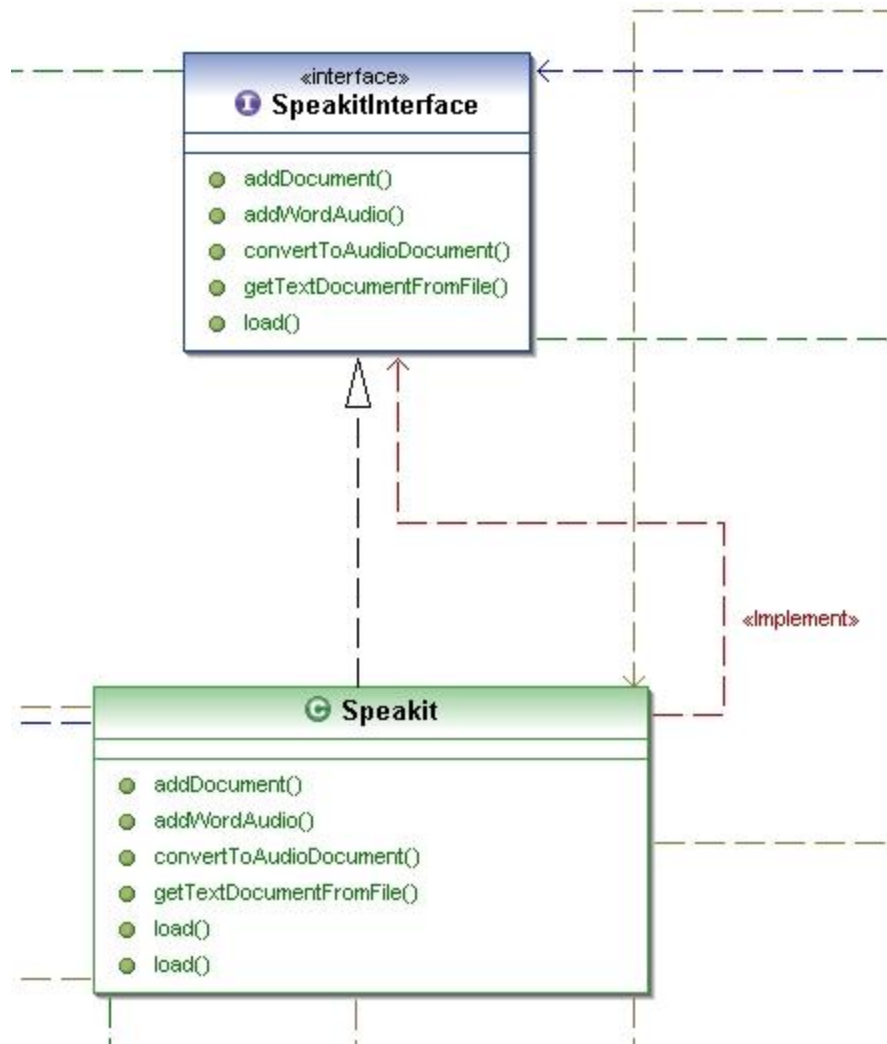 «interface»
I SpeakitInterface
addDocument()
addWordAudio()
convertToAudioDocument()
getTextDocumentFromFile()
load()
«Implement»
C Speakit
addDocument()
addWordAudio()
convertToAudioDocument()
getTextDocumentFromFile()
load()
load()